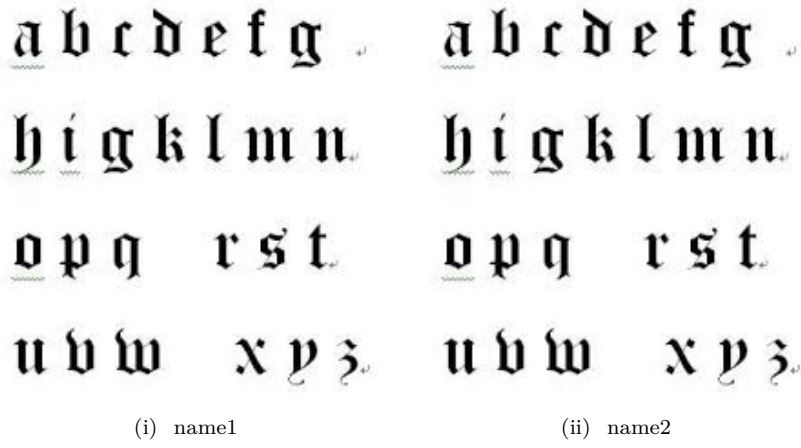 a b c d e f g
h i g k l m n
o p q r s t
u v w x y z
(i) name1
a b c d e f g
h i g k l m n
o p q r s t
u v w x y z
(ii) name2